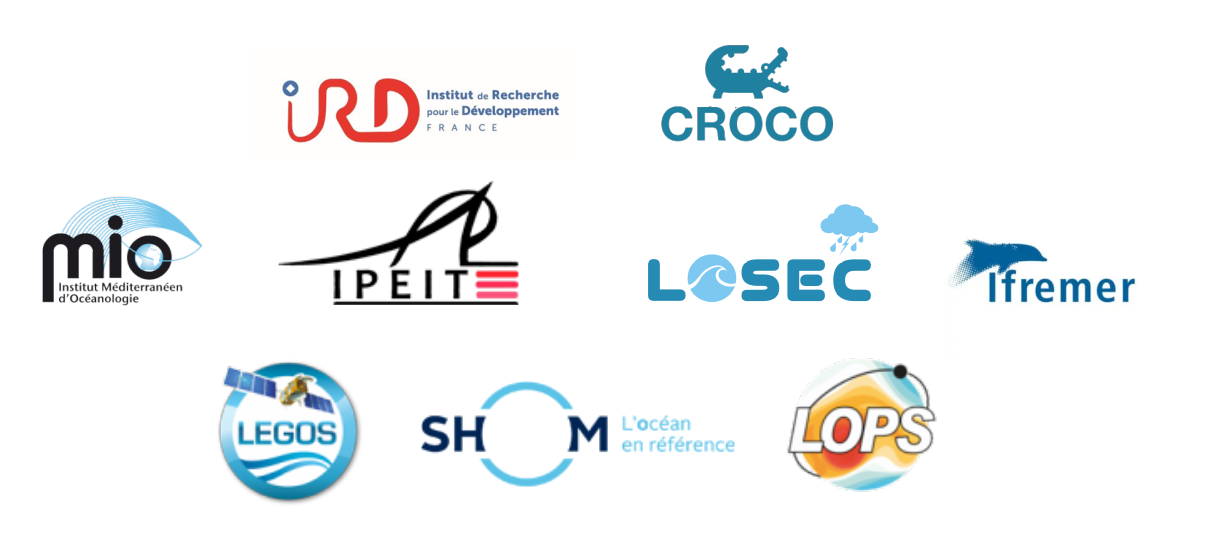 iRD
Institut de Recherche
pour le Développement
FRANCE
CROCO
mio
Institut Méditerranéen
d'Océanologie
IPEIT
LOSEC
Ifremer
LEGOS
SHOM
L'océan
en référence
LOPS